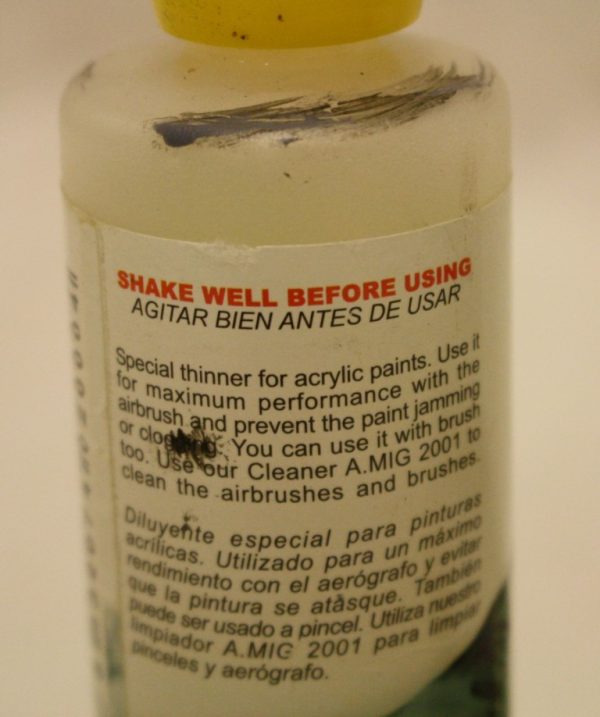 SHAKE WELL BEFORE USING
AGITAR BIEN ANTES DE USAR
Special thinner for acrylic paints. Use it
for maximum performance with the
airbrush and prevent the paint jamming
or clogging. You can use it with brush
too. Use our Cleaner A.MIG 2001 to
clean the airbrushes and brushes.
Diluyente especial para pinturas
acrílicas. Utilizado para un máximo
rendimiento con el aerógrafo y evitar
que la pintura se atasque. También
puede ser usado a pincel. Utiliza nuestro
limpiador A.MIG 2001 para limpiar
pinceles y aerógrafo.